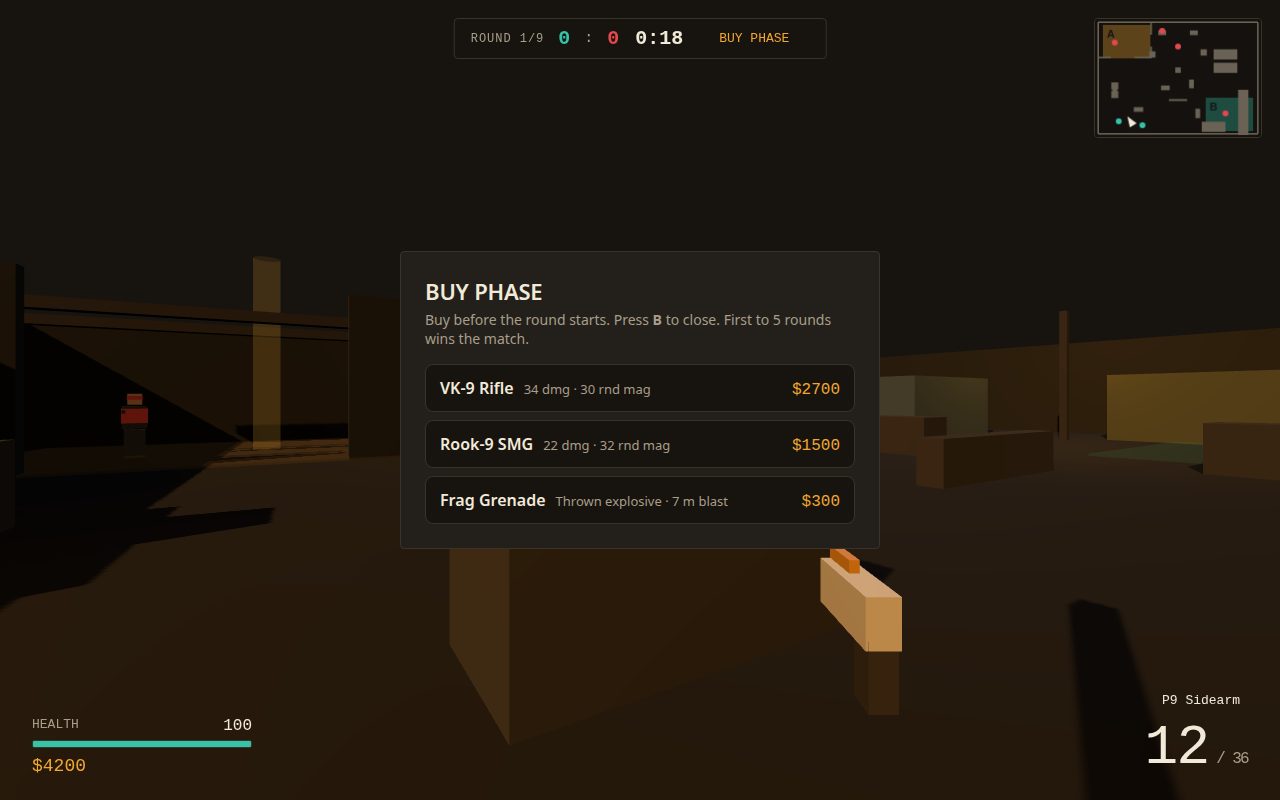 ROUND 1/9 0 : 0 0:18 BUY PHASE
A
B
BUY PHASE
Buy before the round starts. Press B to close. First to 5 rounds
wins the match.
VK-9 Rifle 34 dmg · 30 rnd mag $2700
Rook-9 SMG 22 dmg · 32 rnd mag $1500
Frag Grenade Thrown explosive · 7 m blast $300
HEALTH 100
$4200
P9 Sidearm
12 / 36